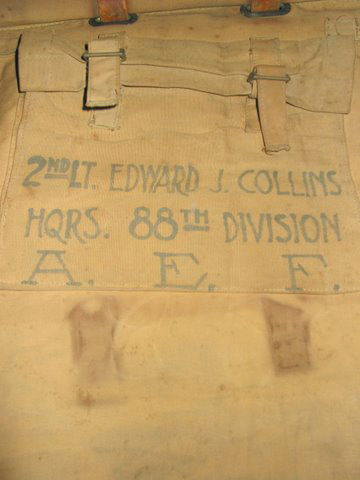 2ND LT. EDWARD J. COLLINS
HQRS. 88TH DIVISION
A. E. F.